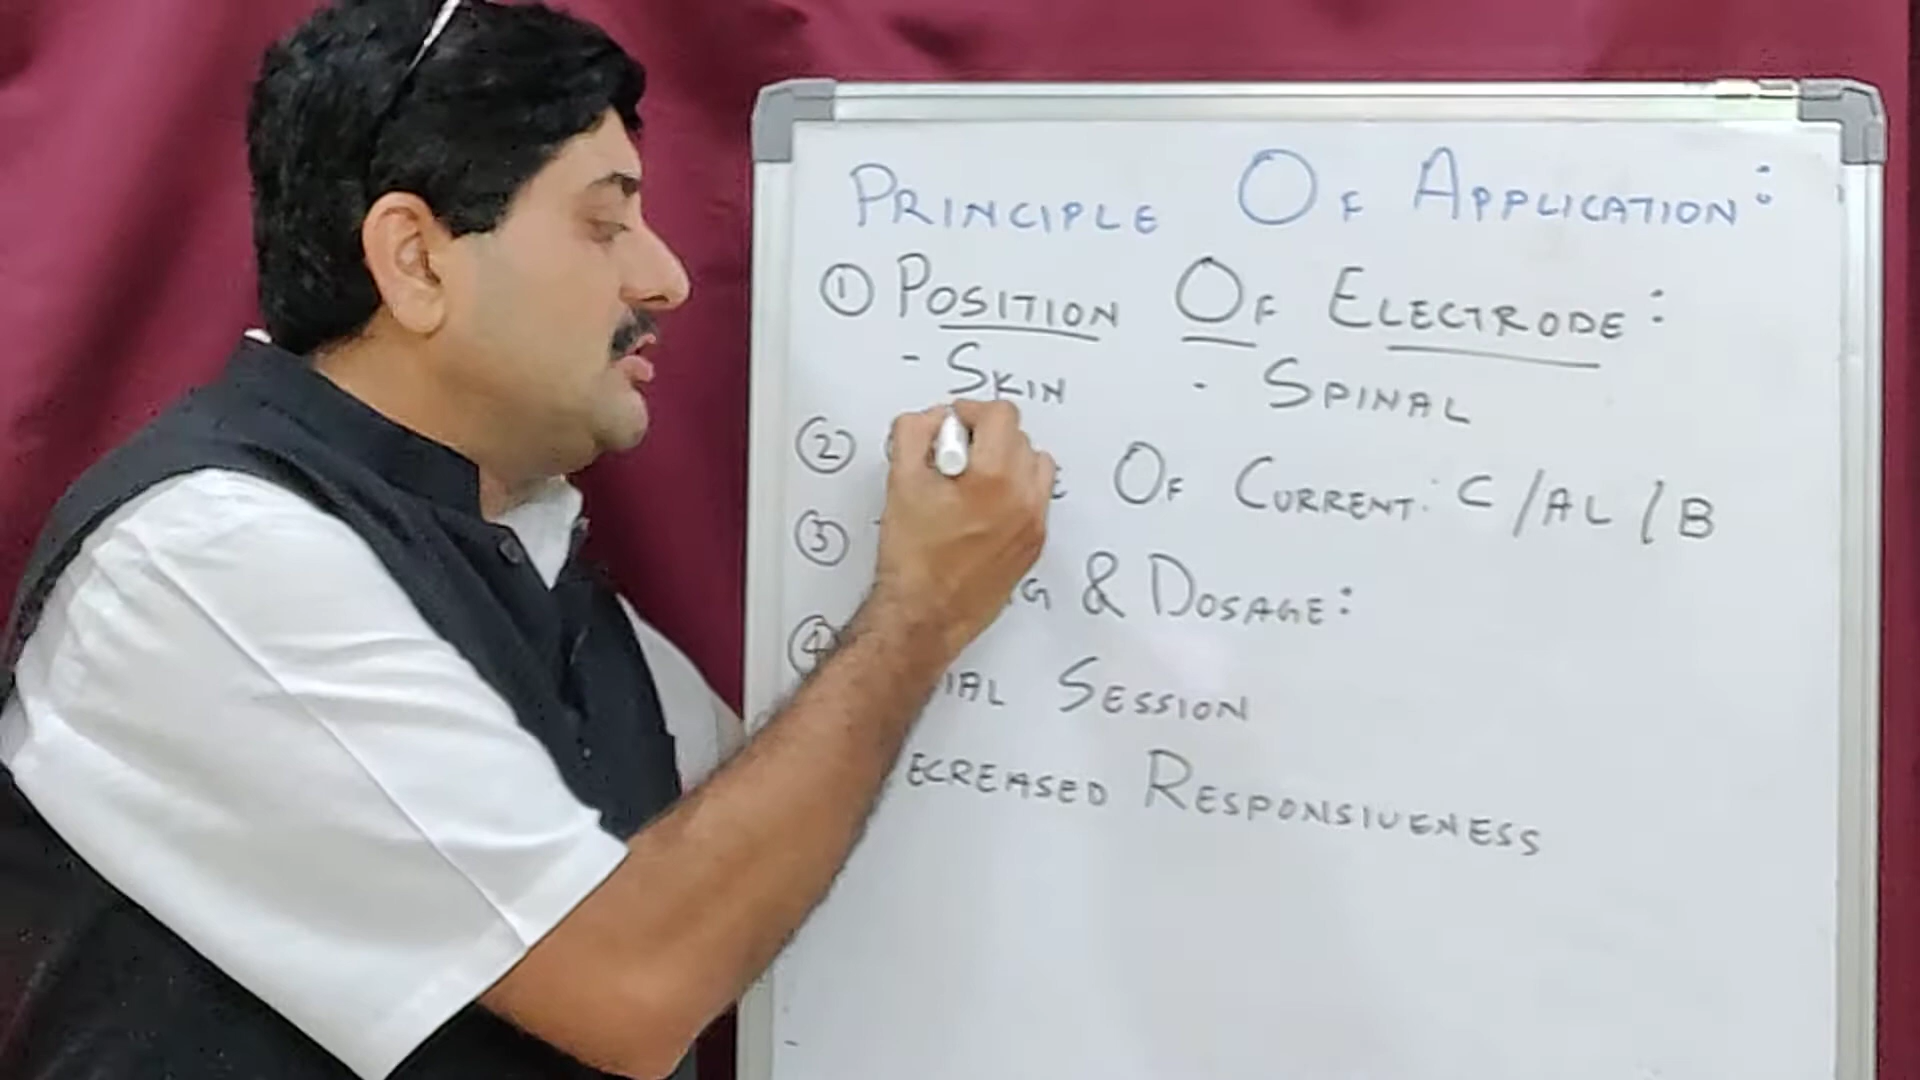 PRINCIPLE OF APPLICATION:
① POSITION OF ELECTRODE:
- SKIN - SPINAL
② OF CURRENT: C/AL/B
③ & DOSAGE:
④ SESSION
RESPONSIVENESS